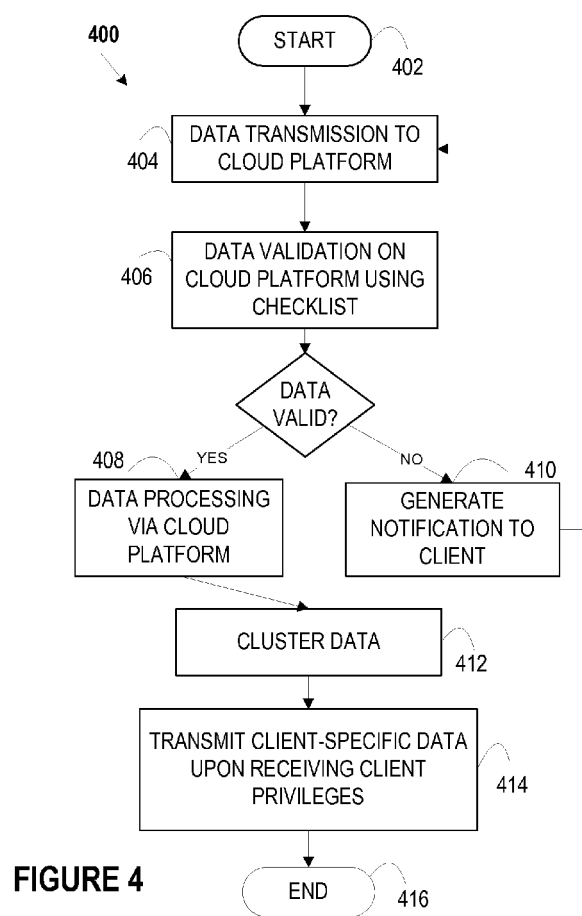 400
START
402
DATA TRANSMISSION TO
CLOUD PLATFORM
404
DATA VALIDATION ON
CLOUD PLATFORM USING
CHECKLIST
406
DATA
VALID?
YES
NO
408
DATA PROCESSING
VIA CLOUD
PLATFORM
410
GENERATE
NOTIFICATION TO
CLIENT
CLUSTER DATA
412
TRANSMIT CLIENT-SPECIFIC DATA
UPON RECEIVING CLIENT
PRIVILEGES
414
END
416
FIGURE 4